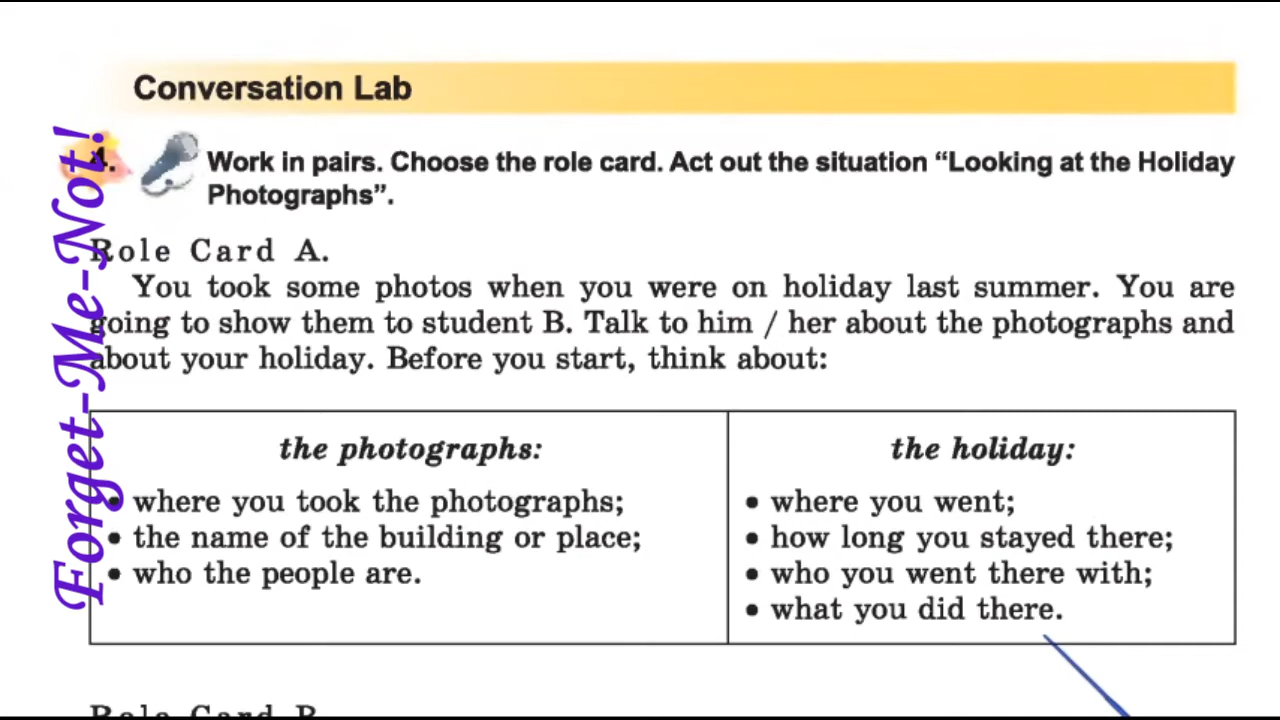 Conversation Lab
4. Work in pairs. Choose the role card. Act out the situation “Looking at the Holiday
Photographs”.
Role Card A.
You took some photos when you were on holiday last summer. You are
going to show them to student B. Talk to him / her about the photographs and
about your holiday. Before you start, think about:
the photographs:
• where you took the photographs;
• the name of the building or place;
• who the people are.
the holiday:
• where you went;
• how long you stayed there;
• who you went there with;
• what you did there.
Role Card B
Forget-Me-Not!